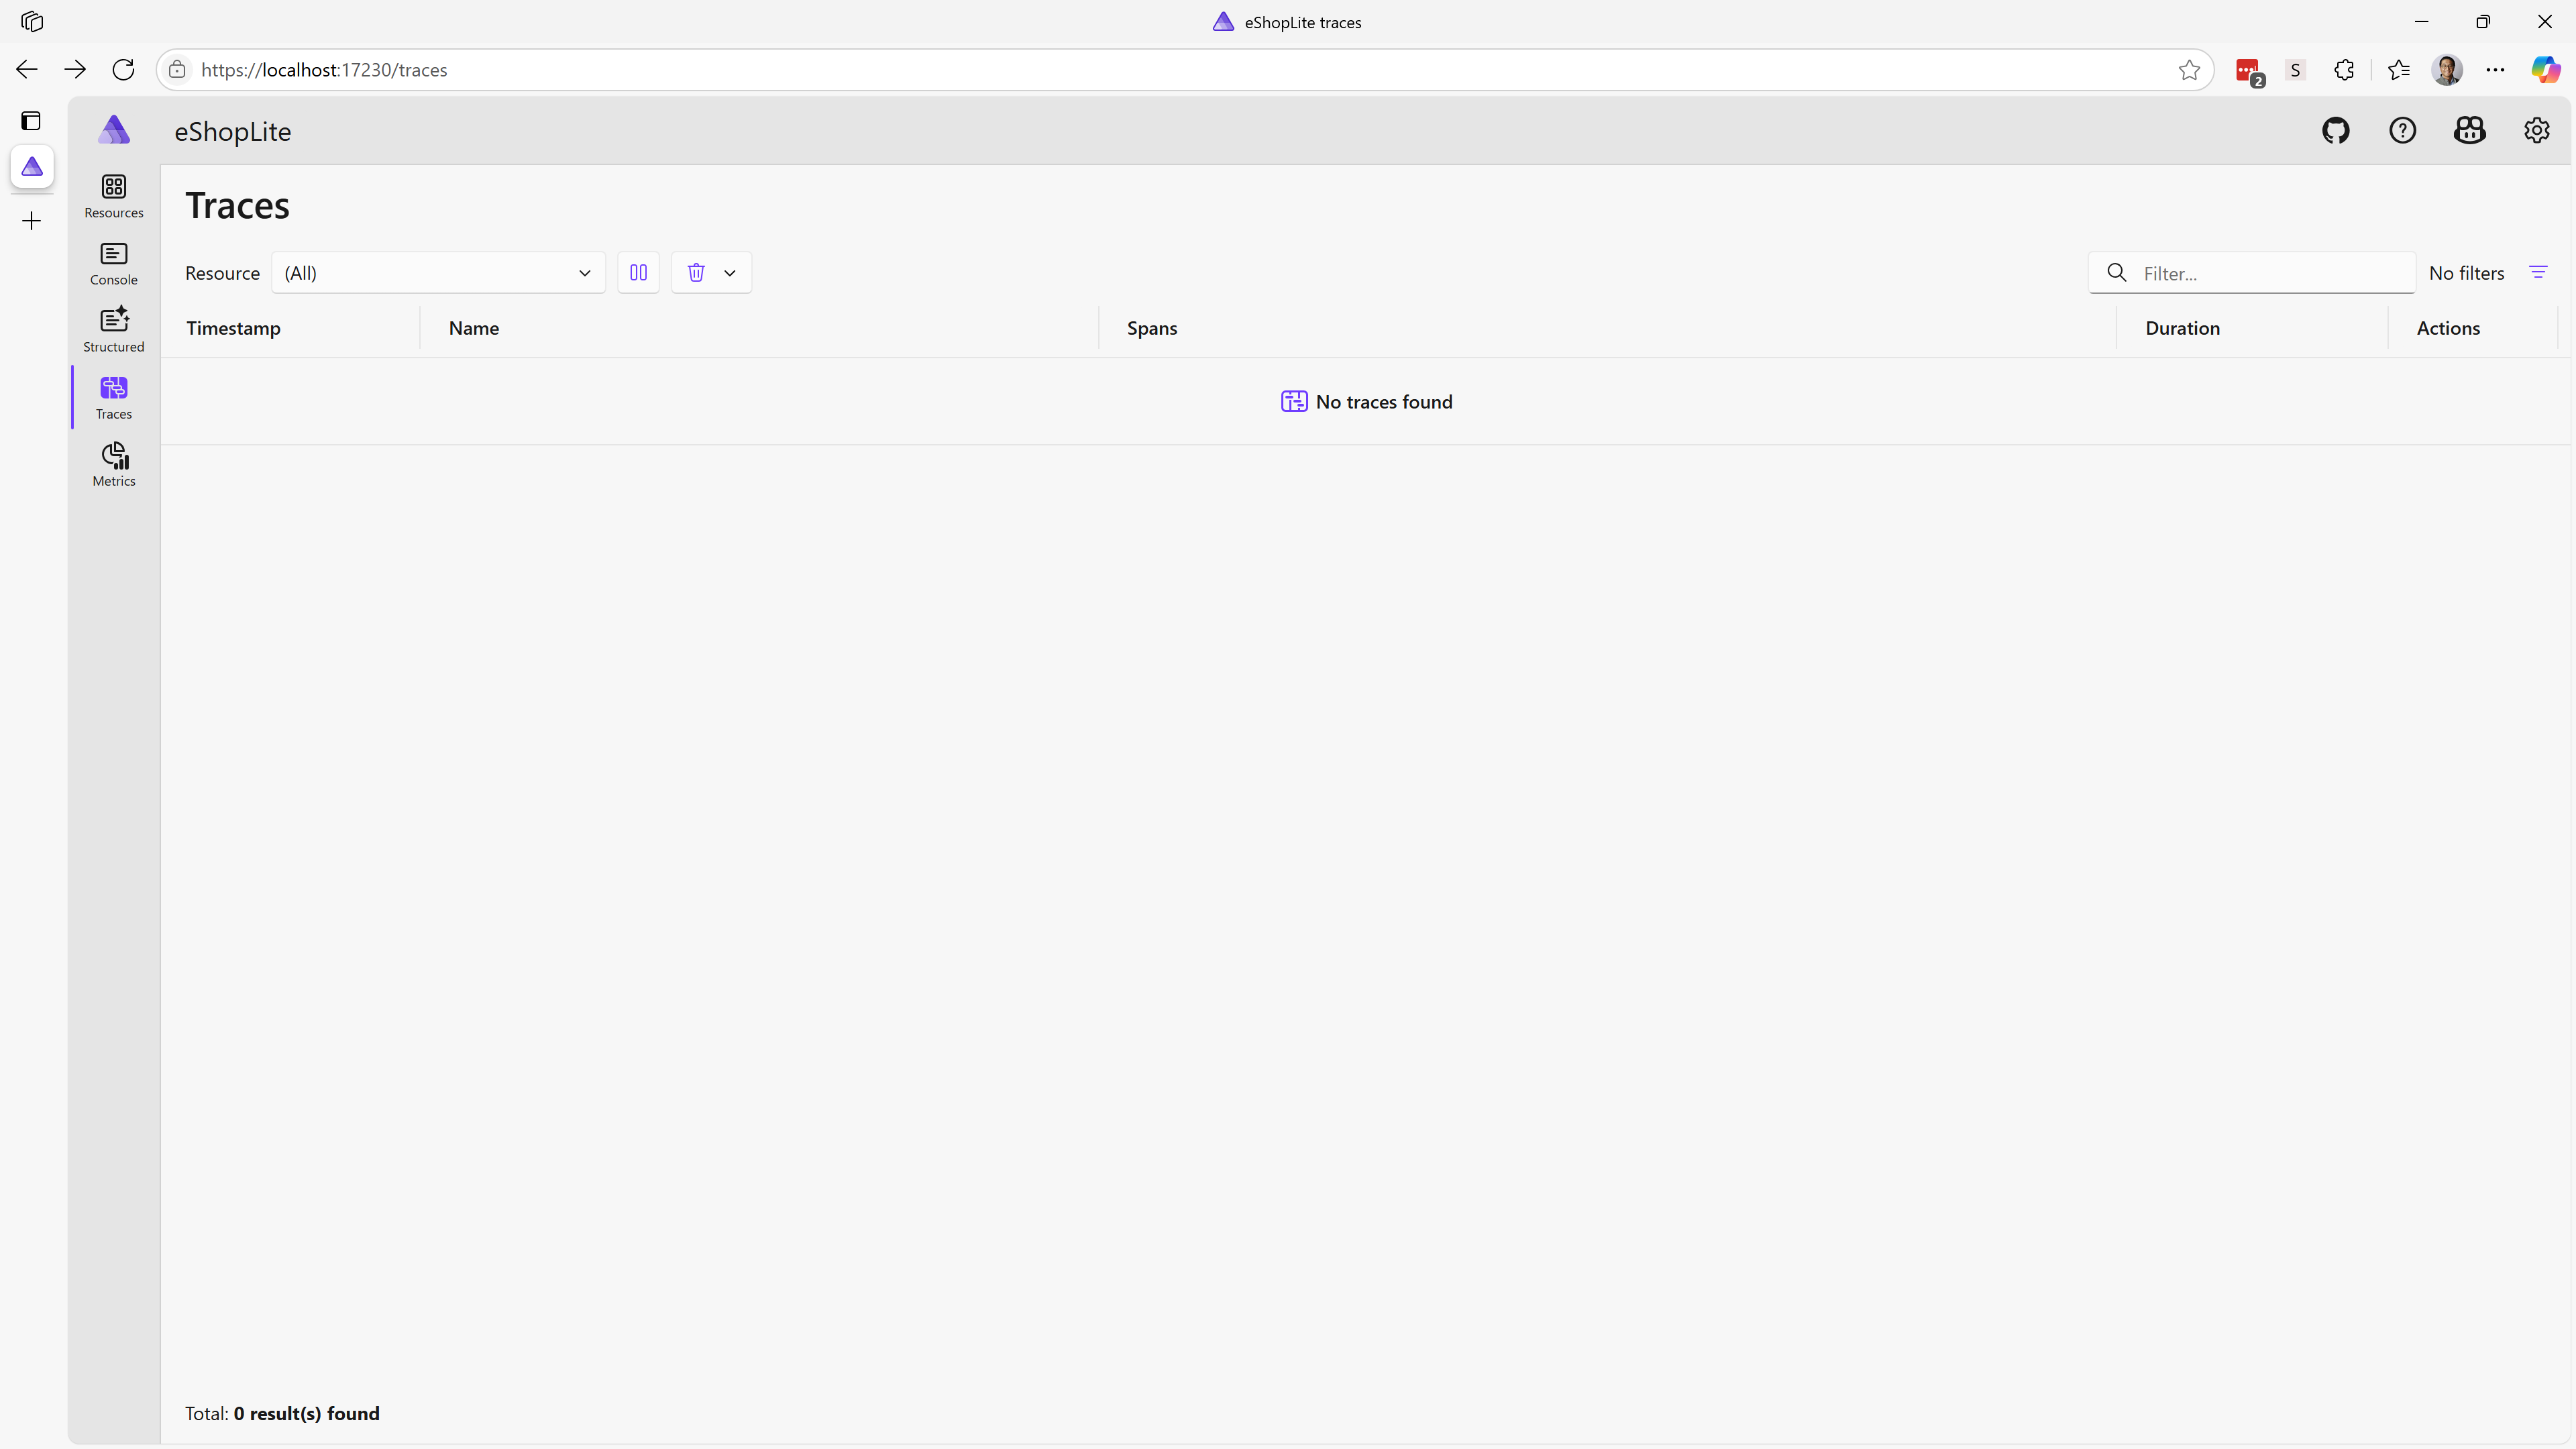 eShopLite traces
https://localhost:17230/traces
2
S
eShopLite
Resources
Console
Structured
Traces
Metrics
Traces
Resource
(All)
Filter...
No filters
Timestamp
Name
Spans
Duration
Actions
No traces found
Total: 0 result(s) found